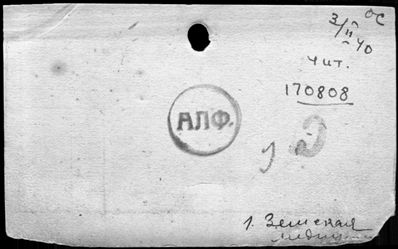 ОС
3/II 40
Чит.
170808
АЛФ.
1. Земская